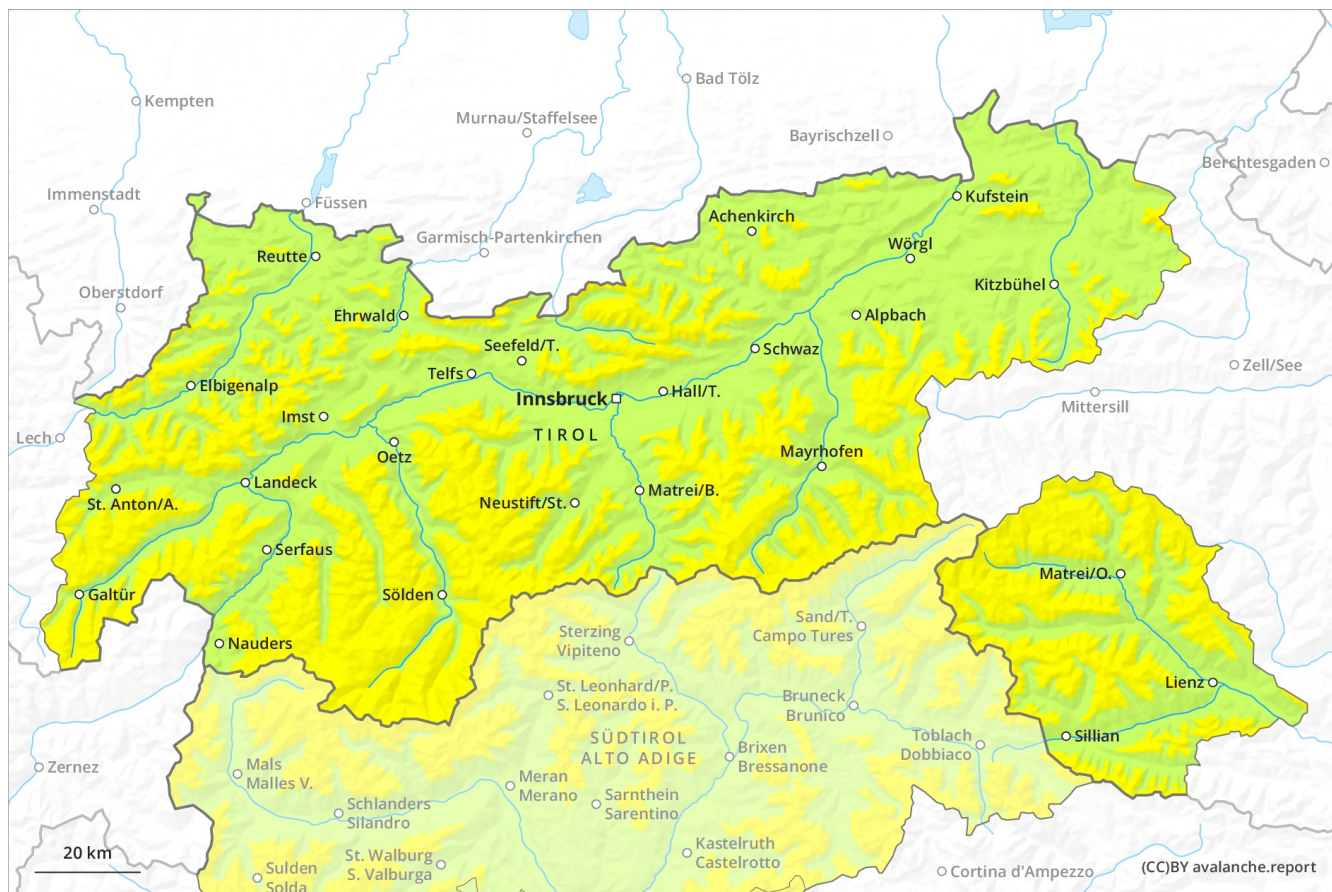 Bad Tölz
Kempten
Murnau/Staffelsee
Bayrischzell
Berchtesgaden
Immenstadt
Füssen
Kufstein
Achenkirch
Garmisch-Partenkirchen
Wörgl
Reutte
Kitzbühel
Oberstdorf
Ehrwald
Alpbach
Seefeld/T.
Schwaz
Zell/See
Telfs
Elbigenalp
Innsbruck
Hall/T.
Mittersill
Imst
TIROL
Lech
Oetz
Mayrhofen
Landeck
Matrei/B.
St. Anton/A.
Neustift/St.
Serfaus
Matrei/O.
Galtür
Sölden
Sand/T.
Campo Tures
Sterzing
Vipiteno
Nauders
Lienz
St. Leonhard/P.
S. Leonardo i. P.
Bruneck
Brunico
SÜDTIROL
ALTO ADIGE
Toblach
Dobbiaco
Sillian
Brixen
Bressanone
Zernez
Mals
Malles V.
Meran
Merano
Sarnthein
Sarentino
Schlanders
Silandro
20 km
St. Walburg
S. Valburga
Kastelruth
Castelrotto
Sulden
Solda
Cortina d'Ampezzo
(CC)BY avalanche.report